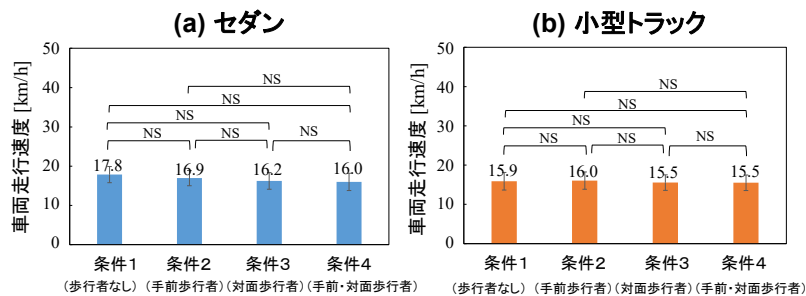 (a) セダン
車両走行速度 [km/h]
50
40
30
20
10
0
NS
NS
NS
NS
NS
NS
17.8
16.9
16.2
16.0
条件1
条件2
条件3
条件4
(歩行者なし)
(手前歩行者)
(対面歩行者)
(手前・対面歩行者)
(b) 小型トラック
車両走行速度 [km/h]
50
40
30
20
10
0
NS
NS
NS
NS
NS
NS
15.9
16.0
15.5
15.5
条件1
条件2
条件3
条件4
(歩行者なし)
(手前歩行者)
(対面歩行者)
(手前・対面歩行者)